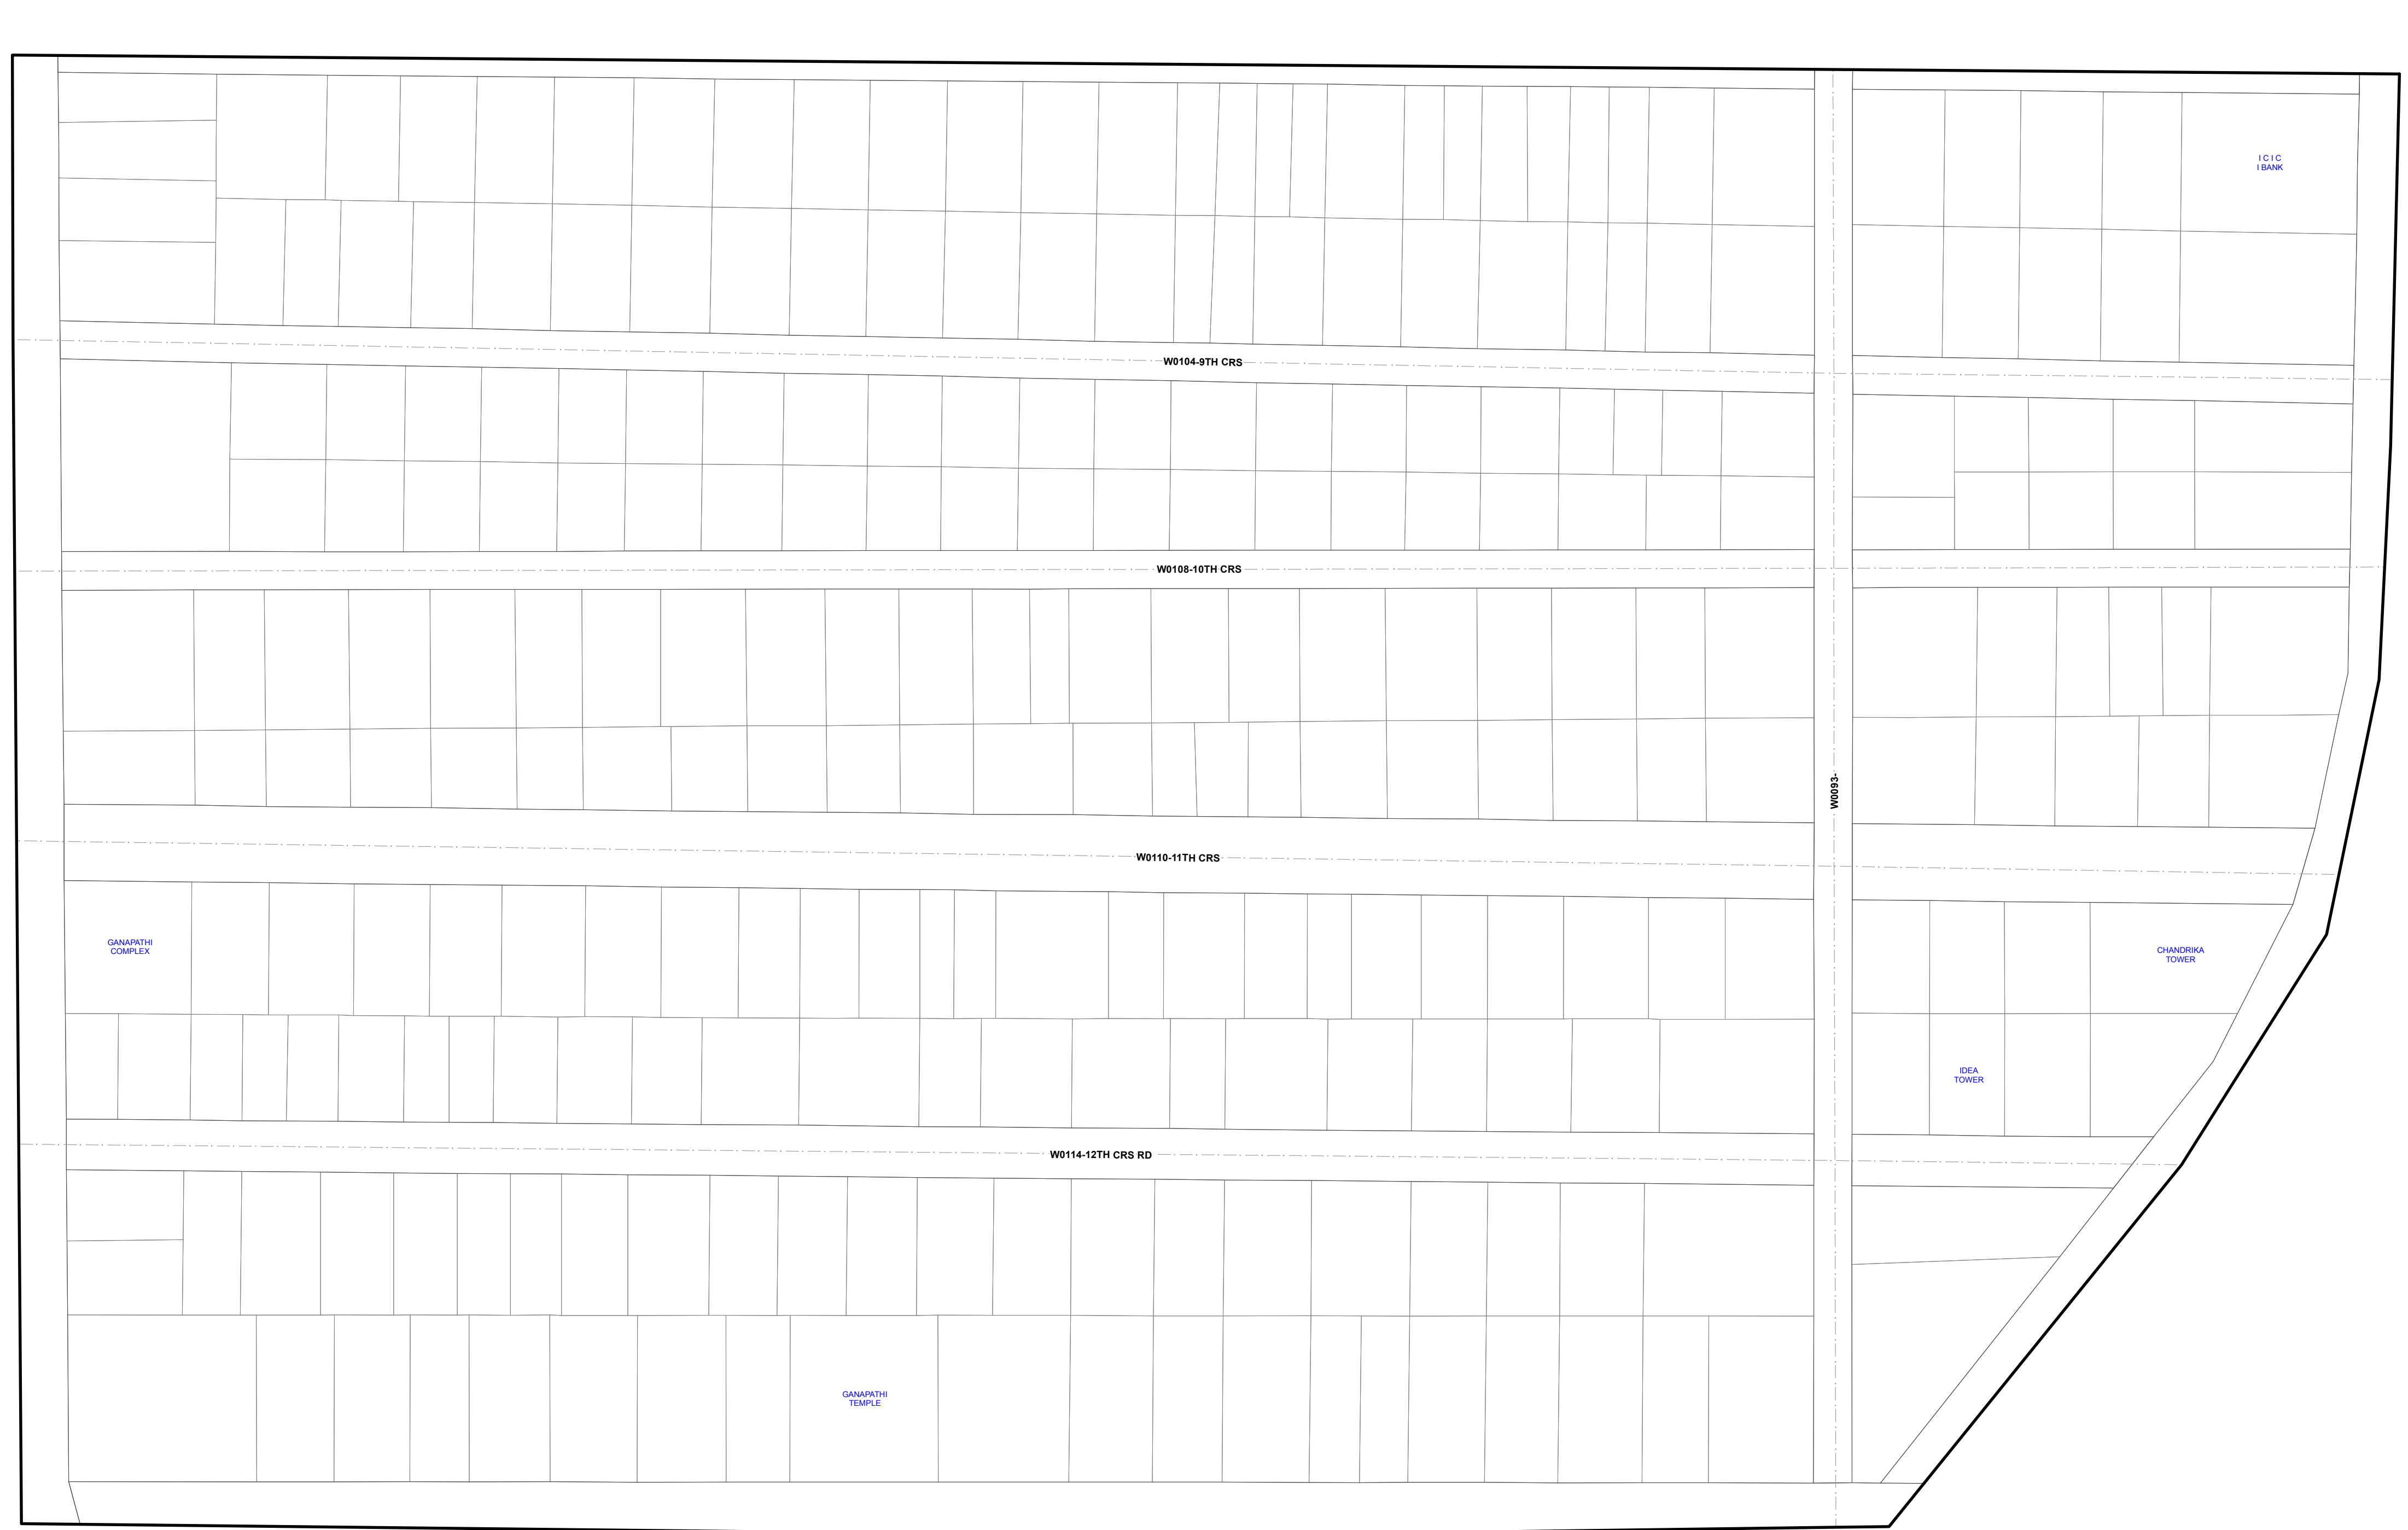 I C I C
I BANK
W0104-9TH CRS
W0108-10TH CRS
W0093-
W0110-11TH CRS
GANAPATHI
COMPLEX
CHANDRIKA
TOWER
IDEA
TOWER
W0114-12TH CRS RD
GANAPATHI
TEMPLE